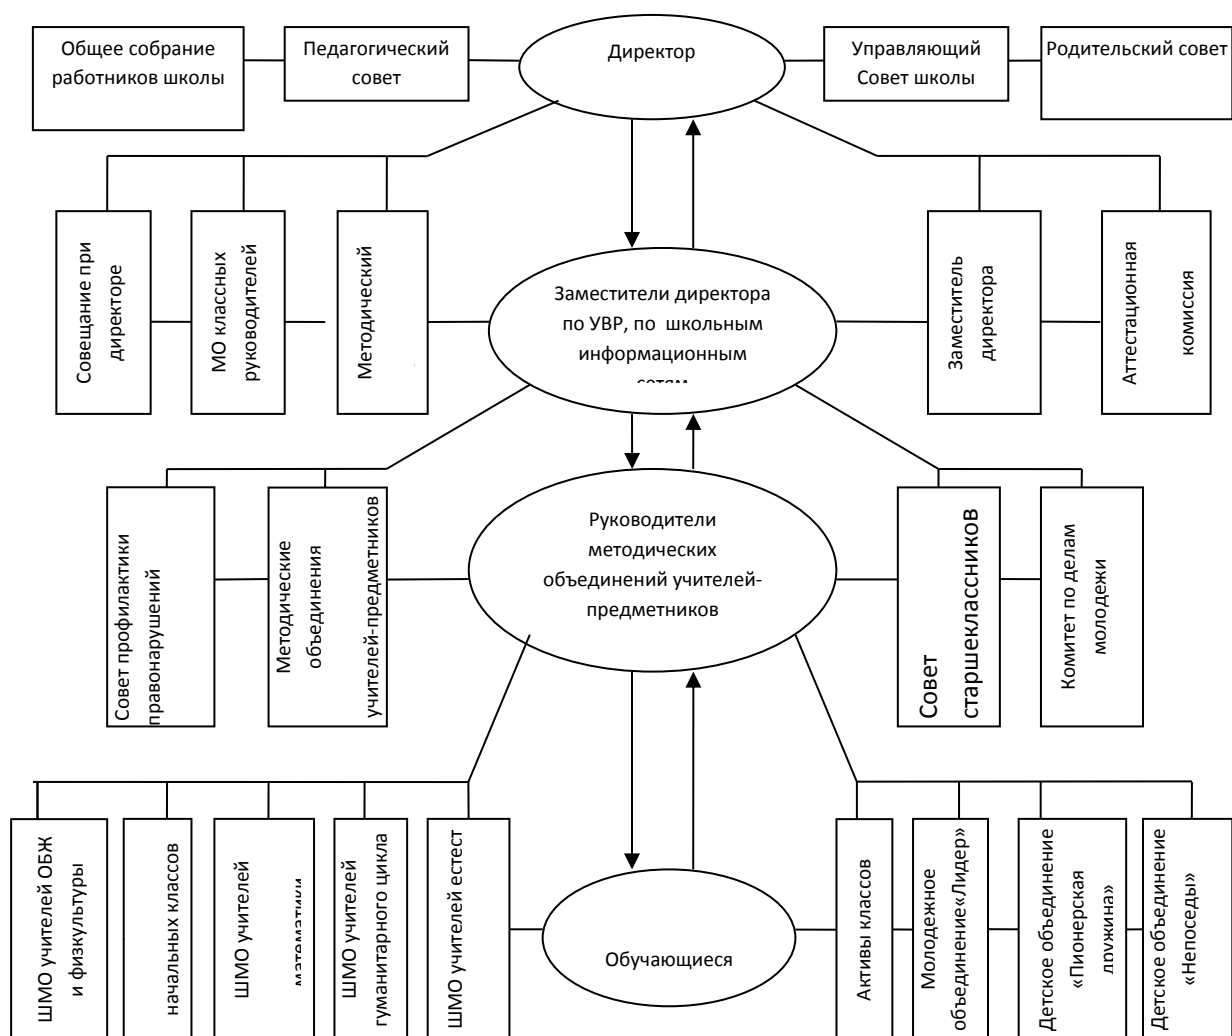 Общее собрание
работников школы
Педагогический
совет
Директор
Управляющий
Совет школы
Родительский совет
Совещание при
директоре
МО классных
руководителей
Методический
Заместители директора
по УВР, по школьным
информационным
сетям
Заместитель
директора
Аттестационная
комиссия
Совет профилактики
правонарушений
Методические
объединения
учителей-предметников
Руководители
методических
объединений учителей-
предметников
Совет
старшеклассников
Комитет по делам
молодежи
ШМО учителей ОБЖ
и физкультуры
начальных классов
ШМО учителей
математики
ШМО учителей
гуманитарного цикла
ШМО учителей естест
Обучающиеся
Активы классов
Молодежное
объединение«Лидер»
Детское объединение
«Пионерская
дружина»
Детское объединение
«Непоседы»